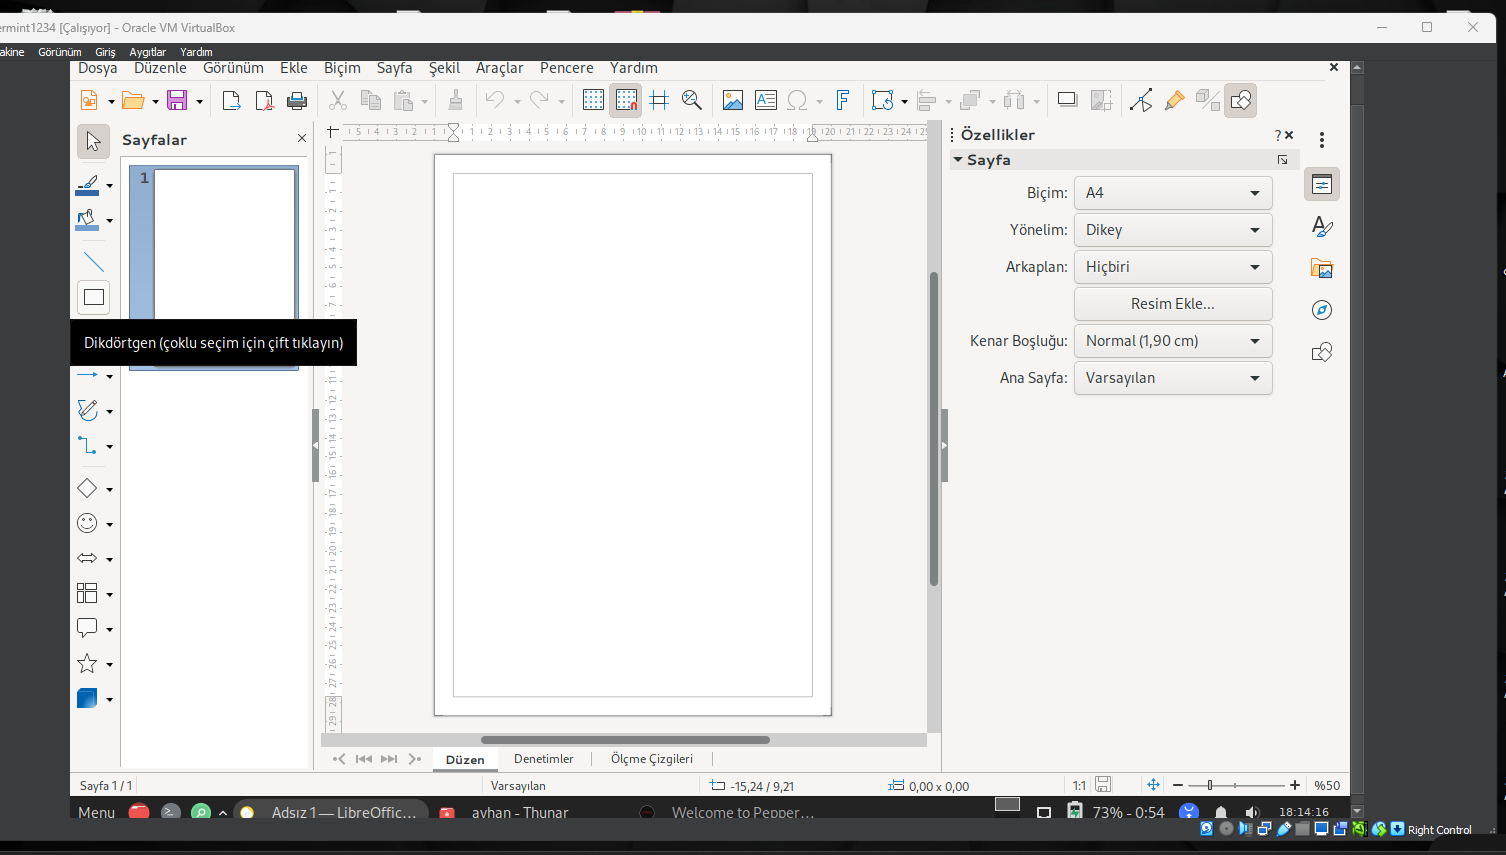 ermint1234 [Çalışıyor] - Oracle VM VirtualBox
akine Görünüm Giriş Aygıtlar Yardım
Dosya Düzenle Görünüm Ekle Biçim Sayfa Şekil Araçlar Pencere Yardım
Sayfalar
1
Dikdörtgen (çoklu seçim için çift tıklayın)
Özellikler
Sayfa
Biçim: A4
Yönelim: Dikey
Arkaplan: Hiçbiri
Resim Ekle...
Kenar Boşluğu: Normal (1,90 cm)
Ana Sayfa: Varsayılan
Düzen Denetimler Ölçme Çizgileri
Sayfa 1 / 1 Varsayılan -15,24 / 9,21 0,00 x 0,00 1:1 %50
Menu Adsız 1— LibreOffic... ayhan - Thunar Welcome to Pepper... 73% - 0:54 18:14:16
Right Control